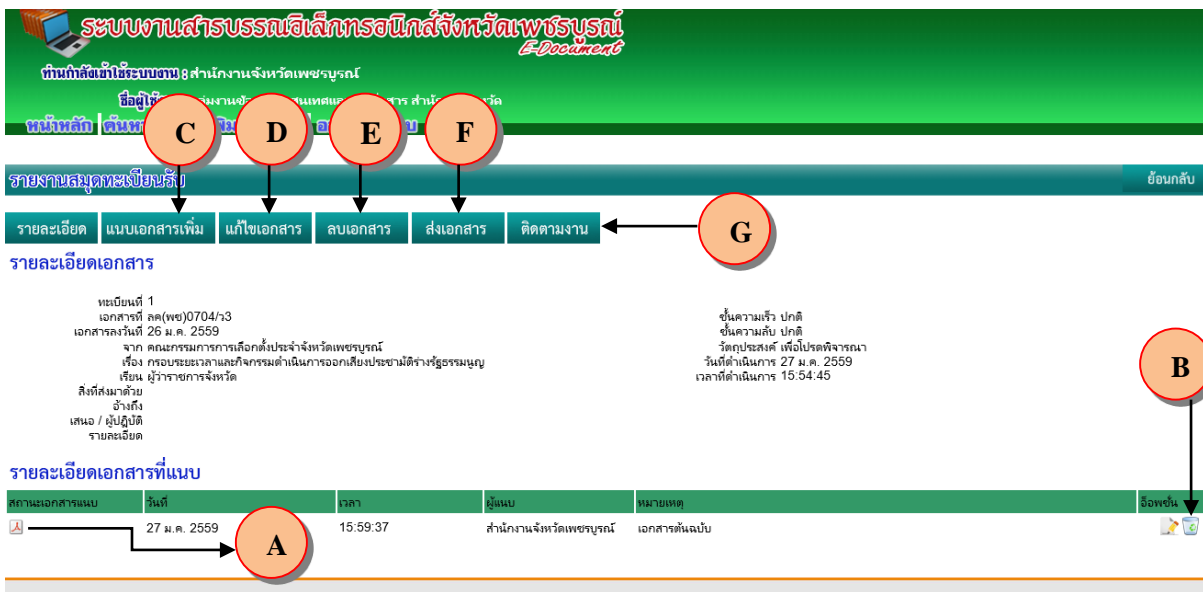 ระบบงานสารบรรณอิเล็กทรอนิกส์จังหวัดเพชรบูรณ์
E-Document
ท่านกำลังเข้าใช้ระบบงาน : สำนักงานจังหวัดเพชรบูรณ์
หน้าหลัก
C D E F
รายงานสมุดทะเบียนรับ ย้อนกลับ
รายละเอียด แนบเอกสารเพิ่ม แก้ไขเอกสาร ลบเอกสาร ส่งเอกสาร ติดตามงาน G
รายละเอียดเอกสาร
ทะเบียนที่ 1
เอกสารที่ ลต(พช)0704/ว3 ชั้นความเร็ว ปกติ
เอกสารลงวันที่ 26 ม.ค. 2559 ชั้นความลับ ปกติ
จาก คณะกรรมการการเลือกตั้งประจำจังหวัดเพชรบูรณ์ วัตถุประสงค์ เพื่อโปรดพิจารณา
เรื่อง กรอบระยะเวลาและกิจกรรมดำเนินการออกเสียงประชามัติร่างรัฐธรรมนูญ วันที่ดำเนินการ 27 ม.ค. 2559
เรียน ผู้ว่าราชการจังหวัด เวลาที่ดำเนินการ 15:54:45
B
สิ่งที่ส่งมาด้วย
อ้างถึง
เสนอ / ผู้ปฏิบัติ
รายละเอียด
รายละเอียดเอกสารที่แนบ
สถานะเอกสารแนบ วันที่ เวลา ผู้แนบ หมายเหตุ อ็อพชั่น
27 ม.ค. 2559 15:59:37 สำนักงานจังหวัดเพชรบูรณ์ เอกสารต้นฉบับ
A